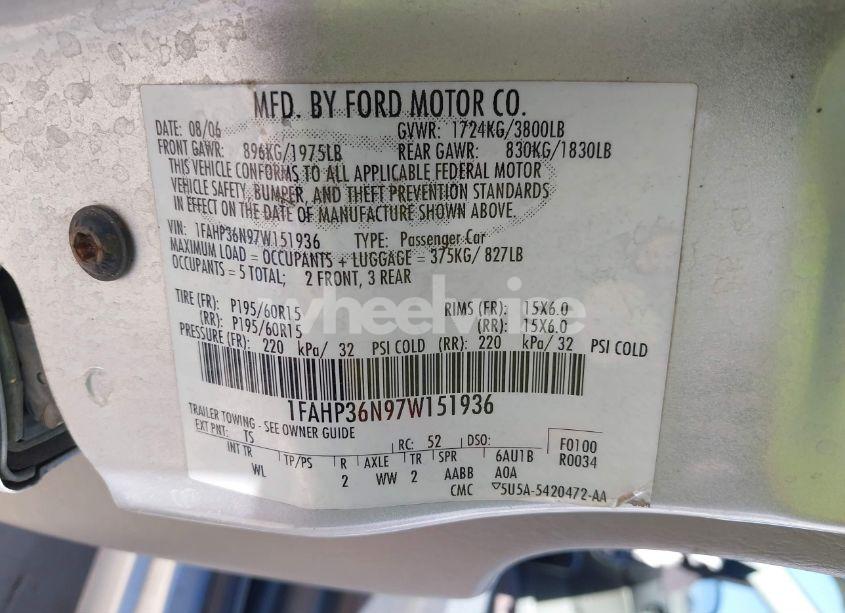 MFD. BY FORD MOTOR CO.
DATE: 08/06 GVWR: 1724KG/3800LB
FRONT GAWR: 896KG/1975LB REAR GAWR: 830KG/1830LB
THIS VEHICLE CONFORMS TO ALL APPLICABLE FEDERAL MOTOR
VEHICLE SAFETY, BUMPER, AND THEFT PREVENTION STANDARDS
IN EFFECT ON THE DATE OF MANUFACTURE SHOWN ABOVE.
VIN: 1FAHP36N97W151936 TYPE: Passenger Car
MAXIMUM LOAD = OCCUPANTS + LUGGAGE = 375KG/ 827LB
OCCUPANTS = 5 TOTAL; 2 FRONT, 3 REAR
wheelvine
TIRE (FR): P195/60R15 RIMS (FR): 15X6.0
(RR): P195/60R15 (RR): 15X6.0
PRESSURE (FR): 220 kPa/ 32 PSI COLD (RR): 220 kPa/ 32 PSI COLD
1FAHP36N97W151936
TRAILER TOWING - SEE OWNER GUIDE
EXT PNT: TS RC: 52 DSO: F0100
INT TR TP/PS R AXLE TR SPR 6AU1B R0034
WL 2 WW 2 AABB A0A
CMC ▽5U5A-5420472-AA